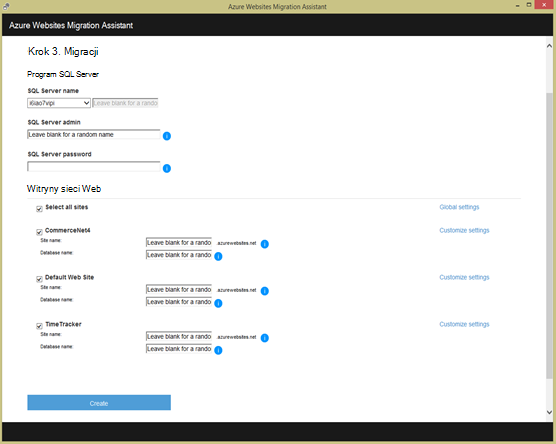 Azure Websites Migration Assistant
Azure Websites Migration Assistant
Krok 3. Migracji
Program SQL Server
SQL Server name
i6iao7vipi Leave blank for a rando
SQL Server admin
Leave blank for a random name
SQL Server password
Witryny sieci Web
Select all sites Global settings
CommerceNet4 Customize settings
Site name: Leave blank for a rando .azurewebsites.net
Database name: Leave blank for a rando
Default Web Site Customize settings
Site name: Leave blank for a rando .azurewebsites.net
Database name: Leave blank for a rando
TimeTracker Customize settings
Site name: Leave blank for a rando .azurewebsites.net
Database name: Leave blank for a rando
Create